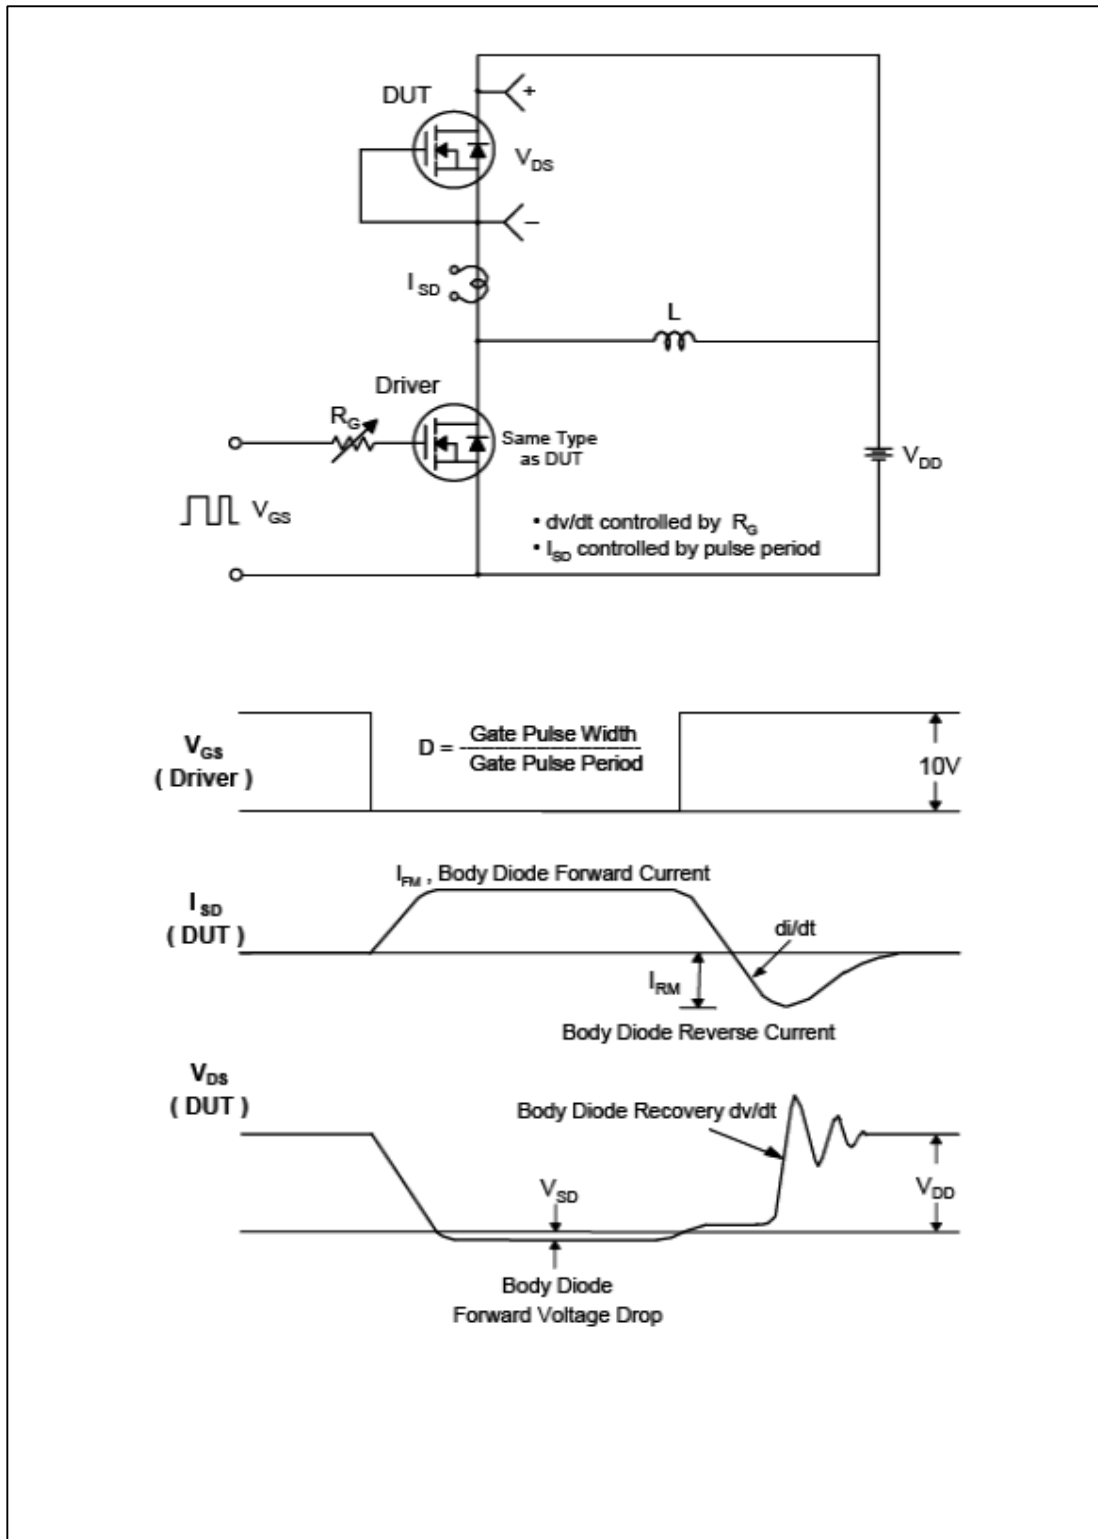 DUT
+
V_DS
–
I_SD
L
Driver
R_G
Same Type
as DUT
V_DD
V_GS
• dv/dt controlled by R_G
• I_SD controlled by pulse period
V_GS
( Driver )
D = Gate Pulse Width
Gate Pulse Period
10V
I_FM , Body Diode Forward Current
I_SD
( DUT )
di/dt
I_RM
Body Diode Reverse Current
V_DS
( DUT )
Body Diode Recovery dv/dt
V_SD
V_DD
Body Diode
Forward Voltage Drop